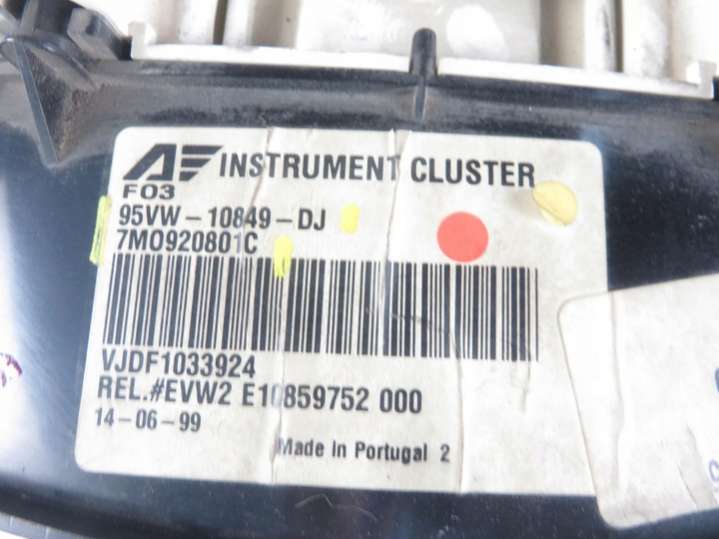 AF INSTRUMENT CLUSTER
F03
95VW-10849-DJ
7M0920801C
VJDF1033924
REL.#EVW2 E10859752 000
14-06-99
Made in Portugal 2